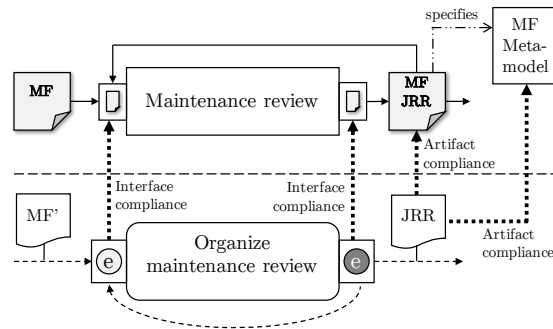 specifies
MF
Meta-
model
MF
Maintenance review
MF
JRR
Artifact
compliance
Interface
compliance
Interface
compliance
MF'
JRR
Organize
maintenance review
e
e
Artifact
compliance